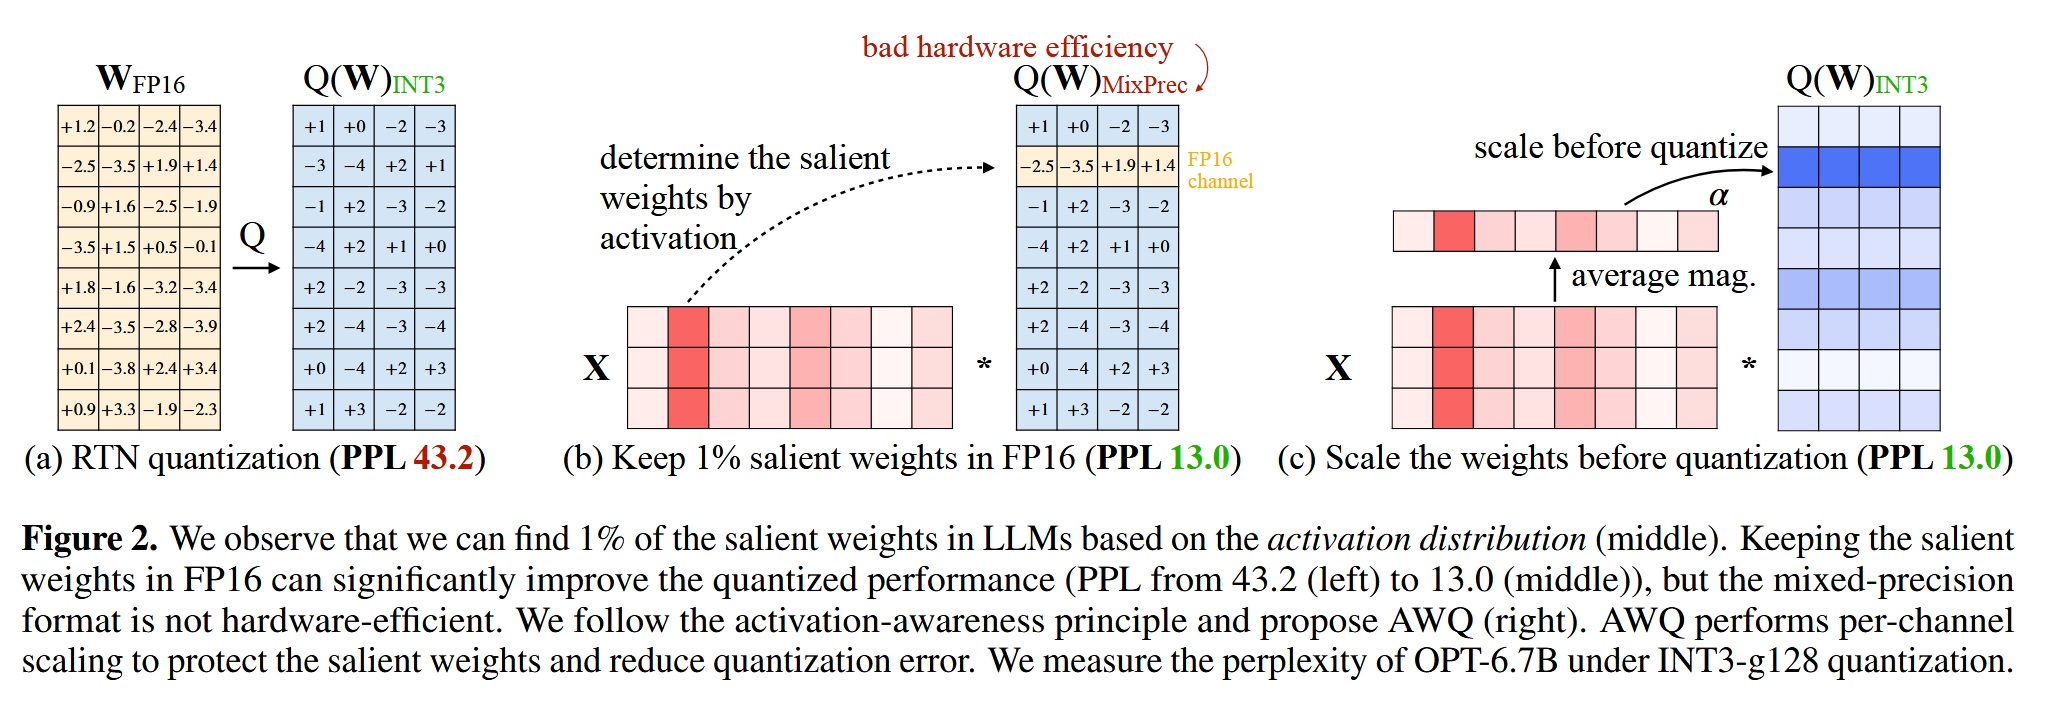 bad hardware efficiency
W_FP16
Q(W)_INT3
Q(W)_MixPrec
Q(W)_INT3
+1.2 −0.2 −2.4 −3.4
−2.5 −3.5 +1.9 +1.4
−0.9 +1.6 −2.5 −1.9
−3.5 +1.5 +0.5 −0.1
+1.8 −1.6 −3.2 −3.4
+2.4 −3.5 −2.8 −3.9
+0.1 −3.8 +2.4 +3.4
+0.9 +3.3 −1.9 −2.3
Q
+1 +0 −2 −3
−3 −4 +2 +1
−1 +2 −3 −2
−4 +2 +1 +0
+2 −2 −3 −3
+2 −4 −3 −4
+0 −4 +2 +3
+1 +3 −2 −2
(a) RTN quantization (PPL 43.2)
determine the salient
weights by
activation
X
*
+1 +0 −2 −3
−2.5 −3.5 +1.9 +1.4
−1 +2 −3 −2
−4 +2 +1 +0
+2 −2 −3 −3
+2 −4 −3 −4
+0 −4 +2 +3
+1 +3 −2 −2
FP16
channel
(b) Keep 1% salient weights in FP16 (PPL 13.0)
scale before quantize
α
average mag.
X
*
(c) Scale the weights before quantization (PPL 13.0)
Figure 2. We observe that we can find 1% of the salient weights in LLMs based on the activation distribution (middle). Keeping the salient
weights in FP16 can significantly improve the quantized performance (PPL from 43.2 (left) to 13.0 (middle)), but the mixed-precision
format is not hardware-efficient. We follow the activation-awareness principle and propose AWQ (right). AWQ performs per-channel
scaling to protect the salient weights and reduce quantization error. We measure the perplexity of OPT-6.7B under INT3-g128 quantization.